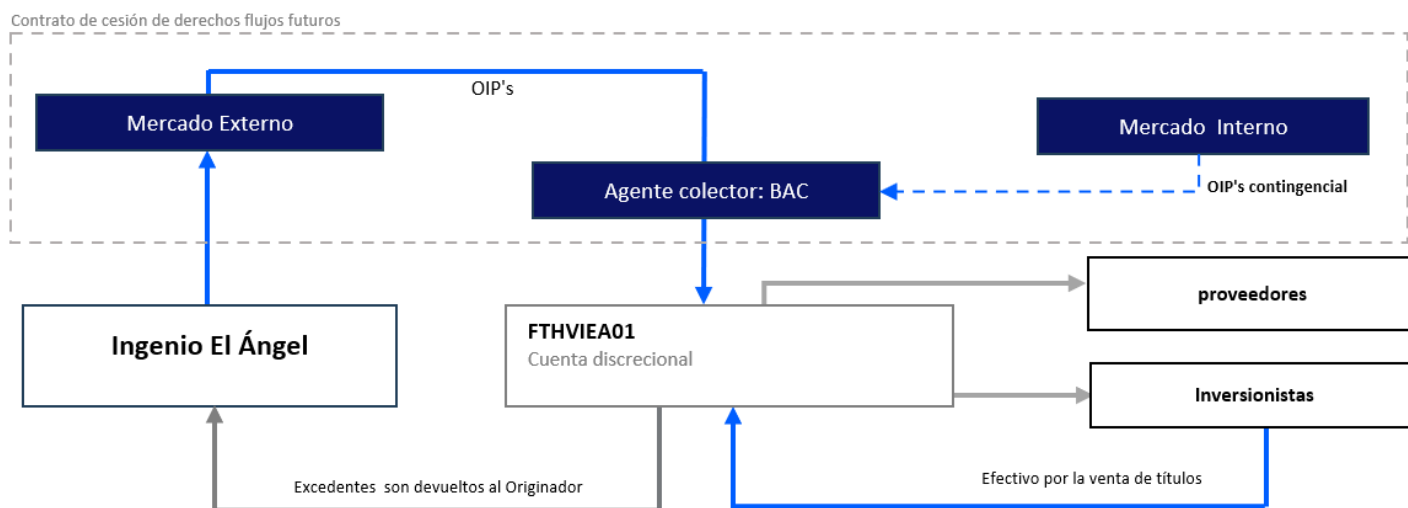 Contrato de cesión de derechos flujos futuros
OIP's
Mercado Externo
Mercado  Interno
Agente colector: BAC
OIP's contingencial
proveedores
Ingenio El Ángel
FTHVIEA01
Cuenta discrecional
Inversionistas
Excedentes  son devueltos al Originador
Efectivo por la venta de títulos